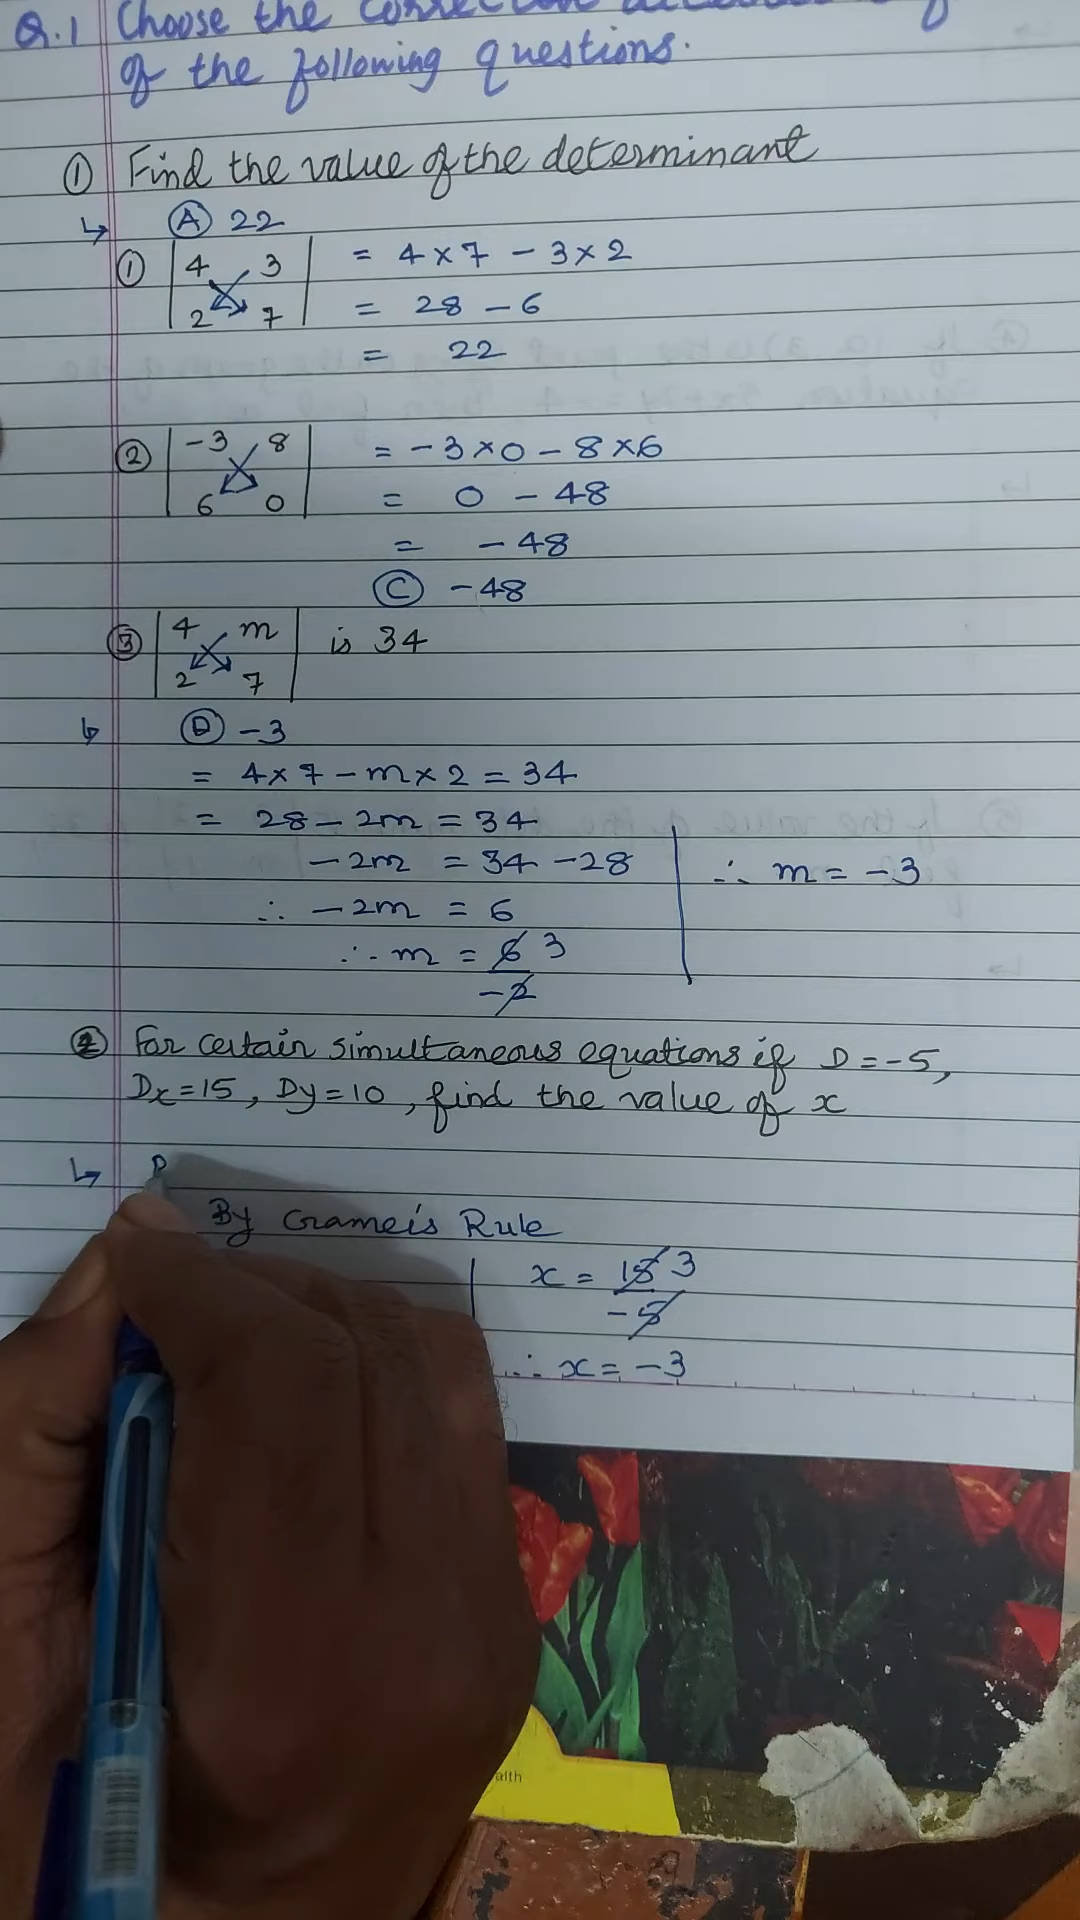 Q.1 Choose the
of the following questions.
① Find the value of the determinant
↳ Ⓐ 22
① | 4 3 | = 4 × 7 - 3 × 2
| 2 7 | = 28 - 6
= 22
② | -3 8 | = -3 × 0 - 8 × 6
| 6 0 | = 0 - 48
= -48
Ⓒ -48
③ | 4 m | is 34
| 2 7 |
↳ Ⓓ -3
= 4 × 7 - m × 2 = 34
= 28 - 2m = 34
-2m = 34 - 28
∴ -2m = 6
∴ m = 6 3
-2
∴ m = -3
② For certain simultaneous equations if D = -5,
Dx = 15, Dy = 10, find the value of x
↳
By Cramer's Rule
x = 15 3
-5
∴ x = -3
alth